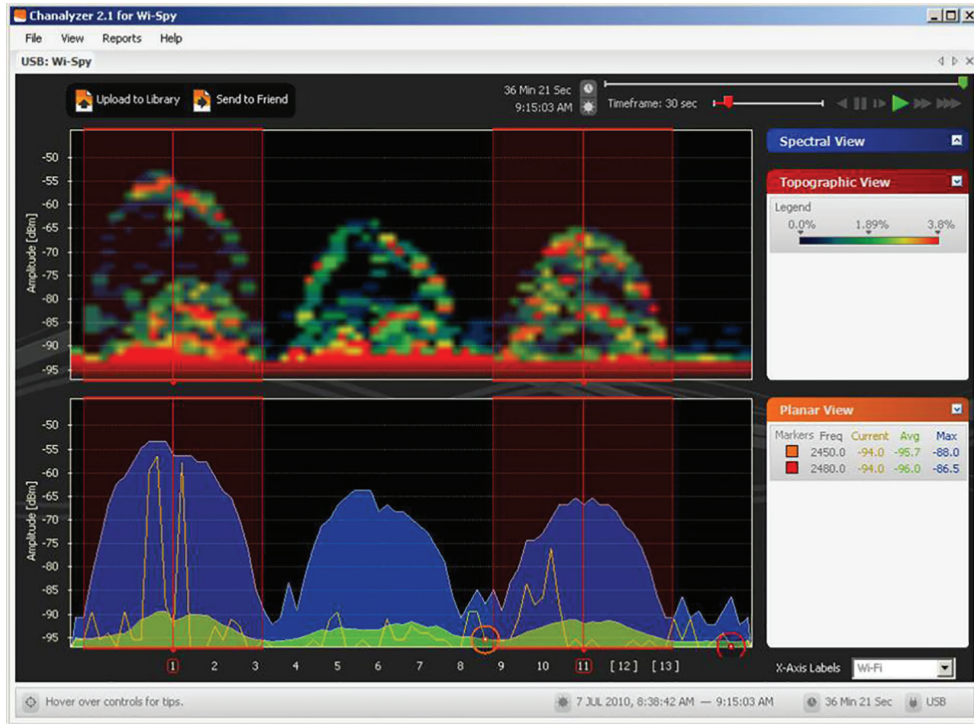 Chanalyzer 2.1 for Wi-Spy
File View Reports Help
USB: Wi-Spy
Upload to Library Send to Friend
36 Min 21 Sec
9:15:03 AM
Timeframe: 30 sec
-50
-55
-60
-65
-70
-75
-80
-85
-90
-95
Amplitude [dBm]
Spectral View
Topographic View
Legend
0.0% 1.89% 3.8%
-50
-55
-60
-65
-70
-75
-80
-85
-90
-95
Amplitude [dBm]
1 2 3 4 5 6 7 8 9 10 11 [12] [13]
Planar View
Markers Freq Current Avg Max
2450.0 -94.0 -95.7 -88.0
2480.0 -94.0 -96.0 -86.5
X-Axis Labels Wi-Fi
Hover over controls for tips.
7 JUL 2010, 8:38:42 AM — 9:15:03 AM
36 Min 21 Sec
USB